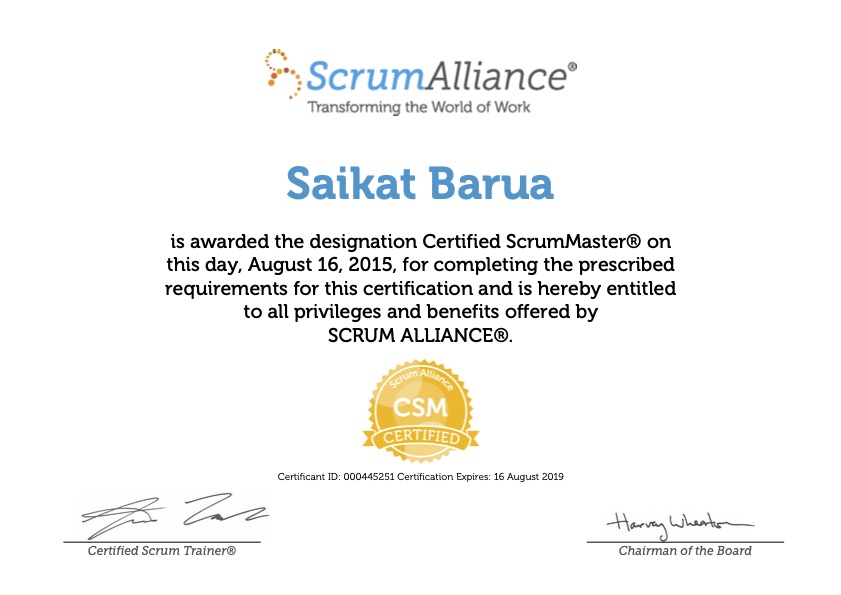 ScrumAlliance®
Transforming the World of Work
Saikat Barua
is awarded the designation Certified ScrumMaster® on
this day, August 16, 2015, for completing the prescribed
requirements for this certification and is hereby entitled
to all privileges and benefits offered by
SCRUM ALLIANCE®.
Scrum Alliance
CSM
CERTIFIED
Certificant ID: 000445251 Certification Expires: 16 August 2019
Harvey Wheaton
Certified Scrum Trainer®
Chairman of the Board